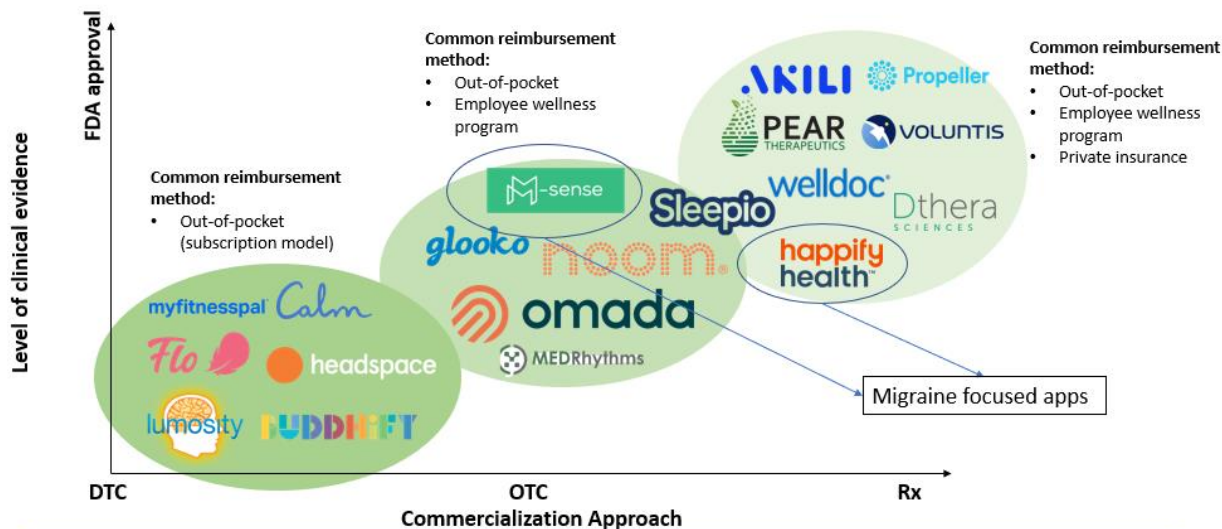 Level of clinical evidence
FDA approval
Common reimbursement
method:
• Out-of-pocket
(subscription model)
myfitnesspal
Calm
Flo
headspace
lumosity
BUDDHIFY
Common reimbursement
method:
• Out-of-pocket
• Employee wellness
program
M-sense
Sleepio
glooko
noom®
omada
MEDRhythms
AKILI
Propeller
PEAR
THERAPEUTICS
VOLUNTIS
welldoc®
Dthera
SCIENCES
happify
health™
Common reimbursement
method:
• Out-of-pocket
• Employee wellness
program
• Private insurance
Migraine focused apps
DTC
OTC
Rx
Commercialization Approach